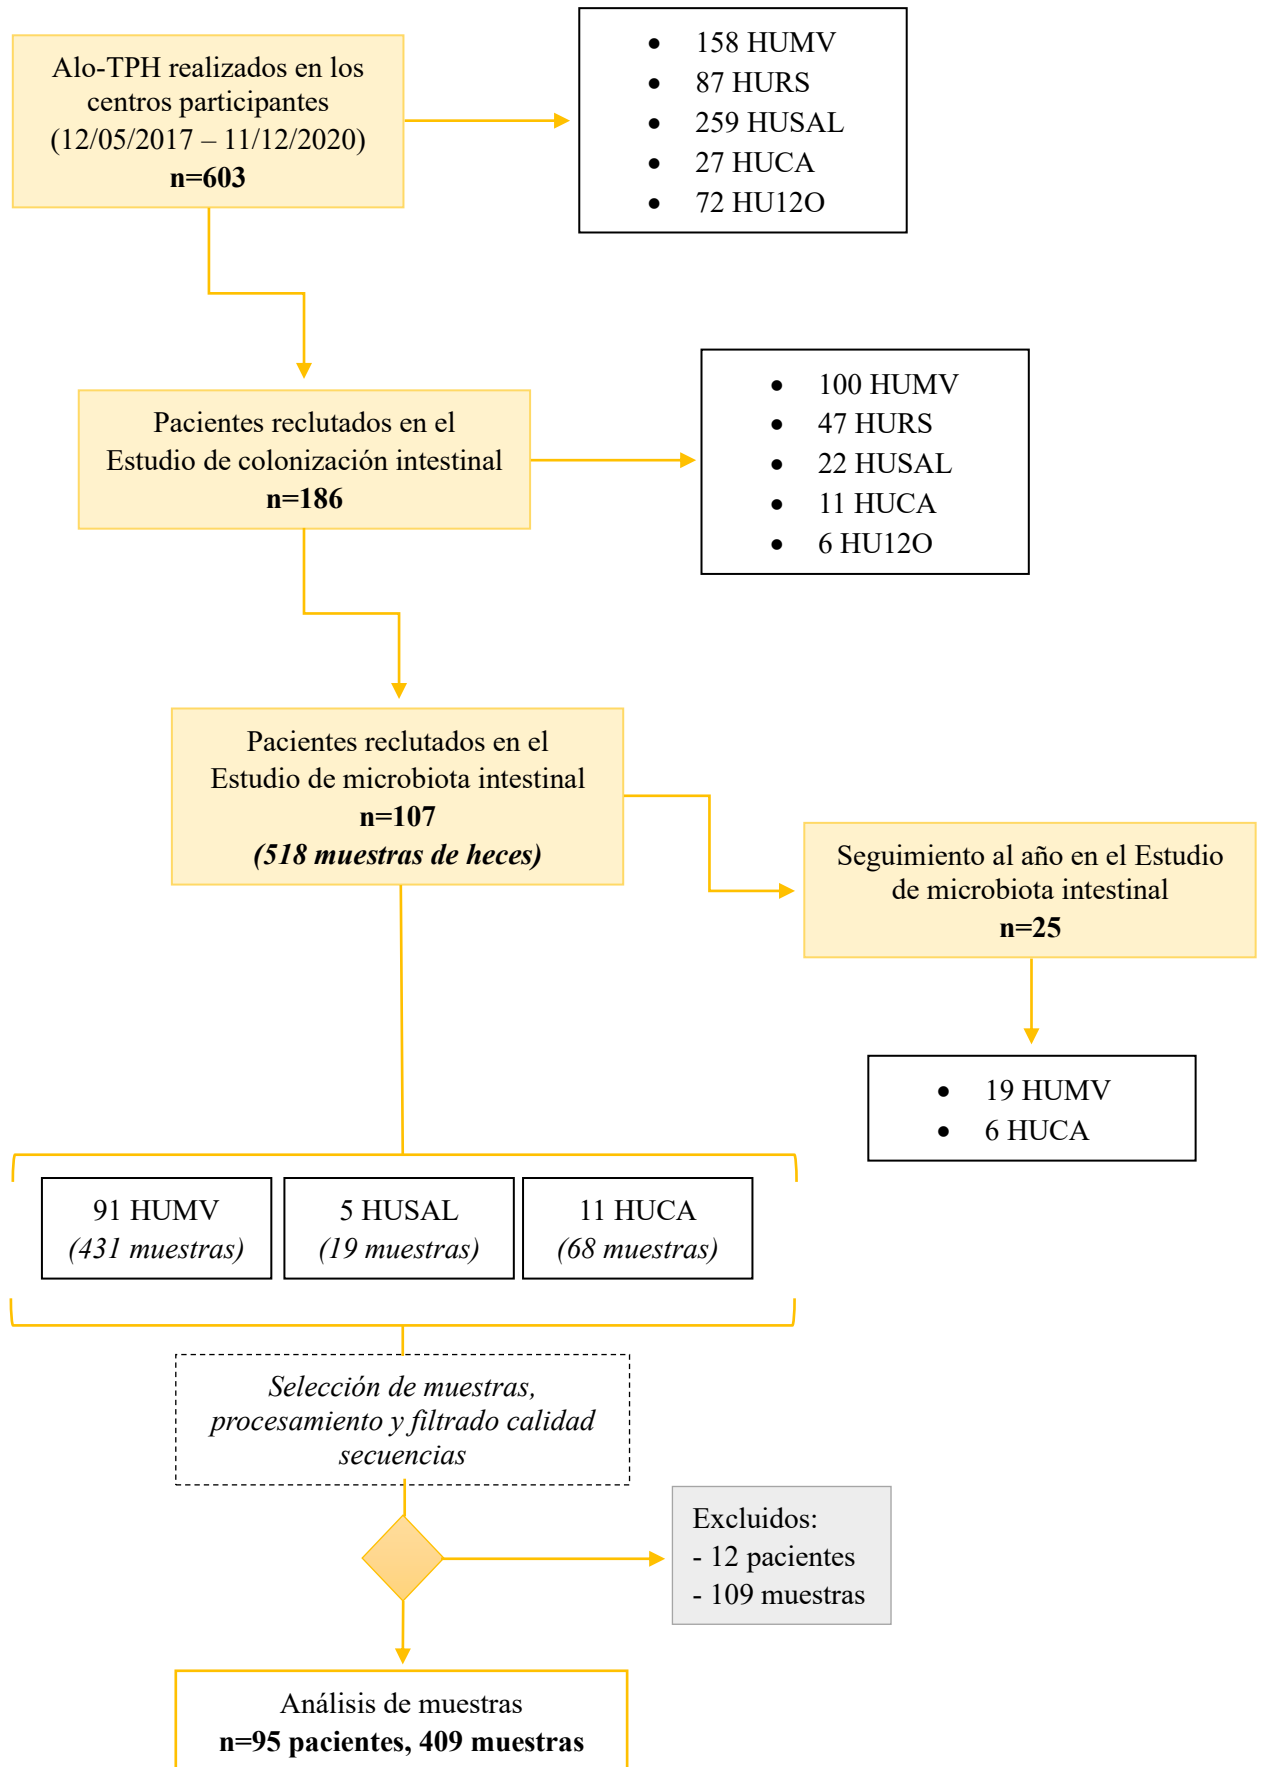 Alo-TPH realizados en los
centros participantes
(12/05/2017 – 11/12/2020)
n=603
• 158 HUMV
• 87 HURS
• 259 HUSAL
• 27 HUCA
• 72 HU12O
Pacientes reclutados en el
Estudio de colonización intestinal
n=186
• 100 HUMV
• 47 HURS
• 22 HUSAL
• 11 HUCA
• 6 HU12O
Pacientes reclutados en el
Estudio de microbiota intestinal
n=107
(518 muestras de heces)
Seguimiento al año en el Estudio
de microbiota intestinal
n=25
• 19 HUMV
• 6 HUCA
91 HUMV
(431 muestras)
5 HUSAL
(19 muestras)
11 HUCA
(68 muestras)
Selección de muestras,
procesamiento y filtrado calidad
secuencias
Excluidos:
- 12 pacientes
- 109 muestras
Análisis de muestras
n=95 pacientes, 409 muestras